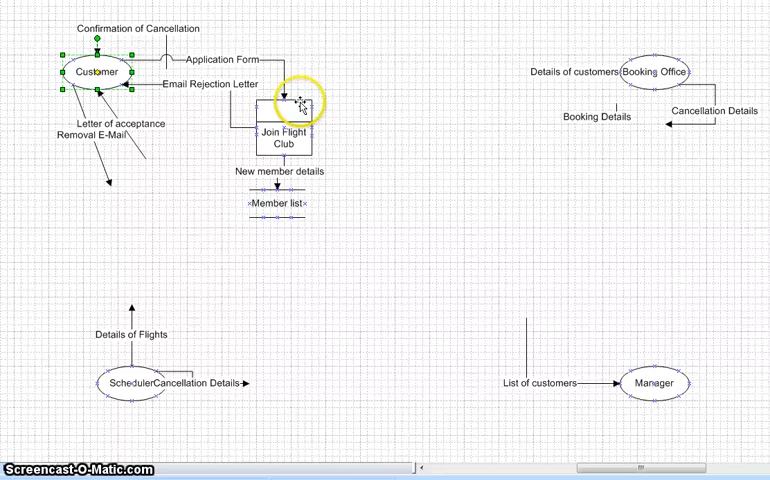 Confirmation of Cancellation
Application Form
Customer
Email Rejection Letter
Letter of acceptance
Removal E-Mail
Join Flight
Club
New member details
Member list
Details of customers
Booking Office
Booking Details
Cancellation Details
Details of Flights
Scheduler
Cancellation Details
List of customers
Manager
Screencast-O-Matic.com